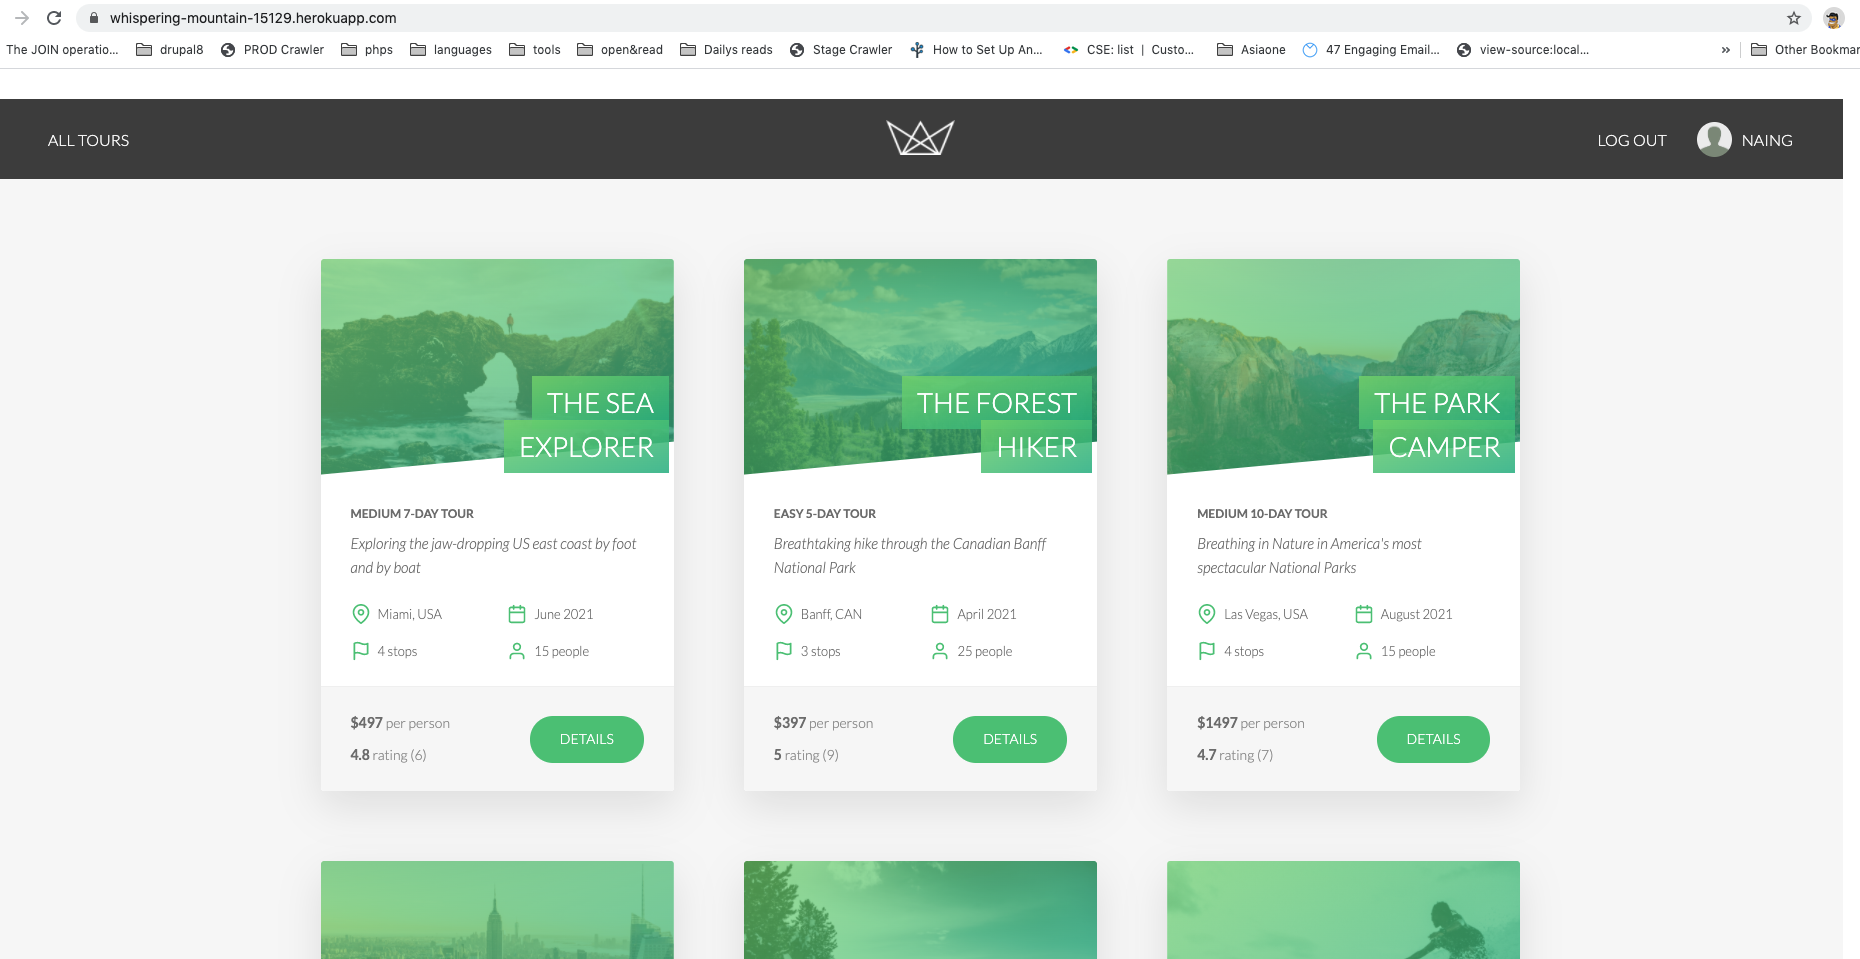 whispering-mountain-15129.herokuapp.com
The JOIN operatio... drupal8 PROD Crawler phps languages tools open&read Dailys reads Stage Crawler How to Set Up An... CSE: list | Custo... Asiaone 47 Engaging Email... view-source:local... » Other Bookmar
ALL TOURS LOG OUT NAING
THE SEA
EXPLORER
MEDIUM 7-DAY TOUR
Exploring the jaw-dropping US east coast by foot
and by boat
Miami, USA June 2021
4 stops 15 people
$497 per person
4.8 rating (6)
DETAILS
THE FOREST
HIKER
EASY 5-DAY TOUR
Breathtaking hike through the Canadian Banff
National Park
Banff, CAN April 2021
3 stops 25 people
$397 per person
5 rating (9)
DETAILS
THE PARK
CAMPER
MEDIUM 10-DAY TOUR
Breathing in Nature in America's most
spectacular National Parks
Las Vegas, USA August 2021
4 stops 15 people
$1497 per person
4.7 rating (7)
DETAILS